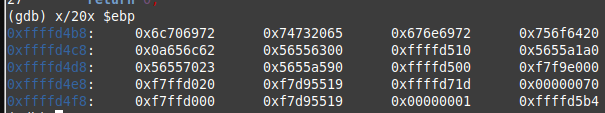 27 return 0;
(gdb) x/20x $ebp
0xffffd4b8: 0x6c706972 0x74732065 0x676e6972 0x756f6420
0xffffd4c8: 0x0a656c62 0x56556300 0xffffd510 0x5655a1a0
0xffffd4d8: 0x56557023 0x5655a590 0xffffd500 0xf7f9e000
0xffffd4e8: 0xf7ffd020 0xf7d95519 0xffffd71d 0x00000070
0xffffd4f8: 0xf7ffd000 0xf7d95519 0x00000001 0xffffd5b4